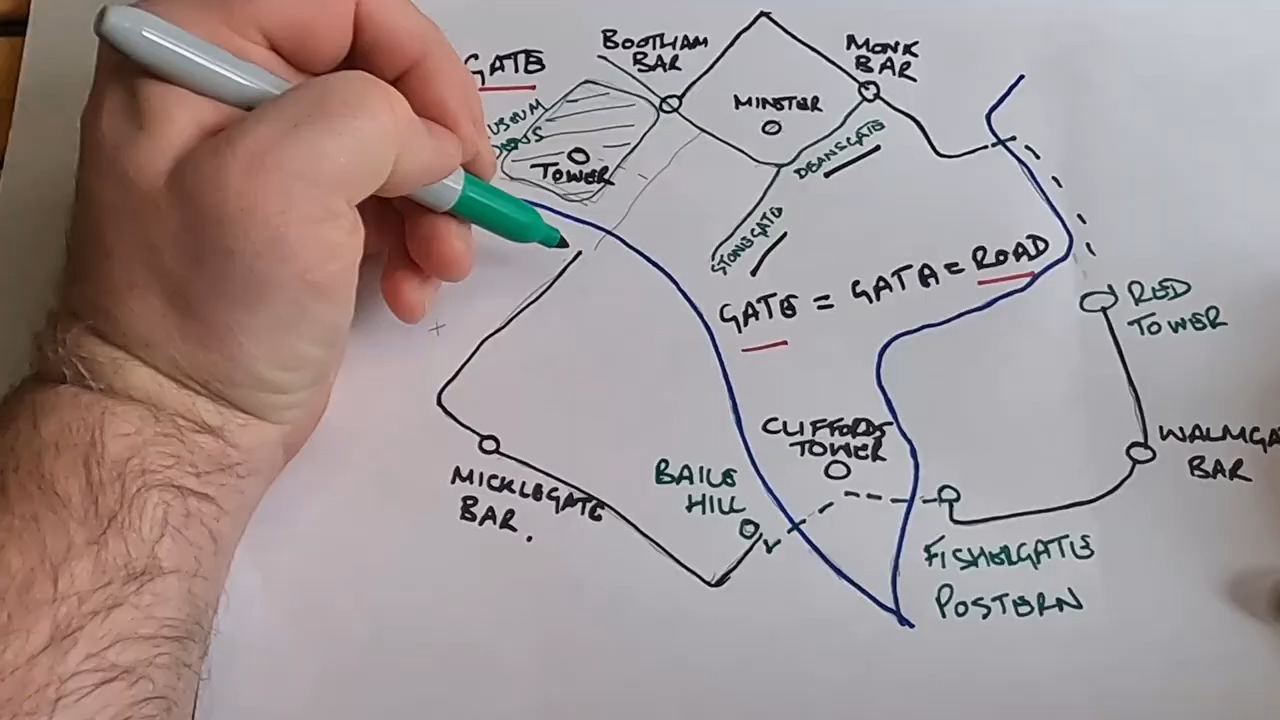 GATE
BOOTHAM
BAR
MONK
BAR
MINSTER
TOWER
DEANSGATE
STONEGATE
GATE = GATA = ROAD
RED
TOWER
CLIFFORDS
TOWER
BAILE
HILL
MICKLEGATE
BAR.
BAR
FISHERGATE
POSTERN